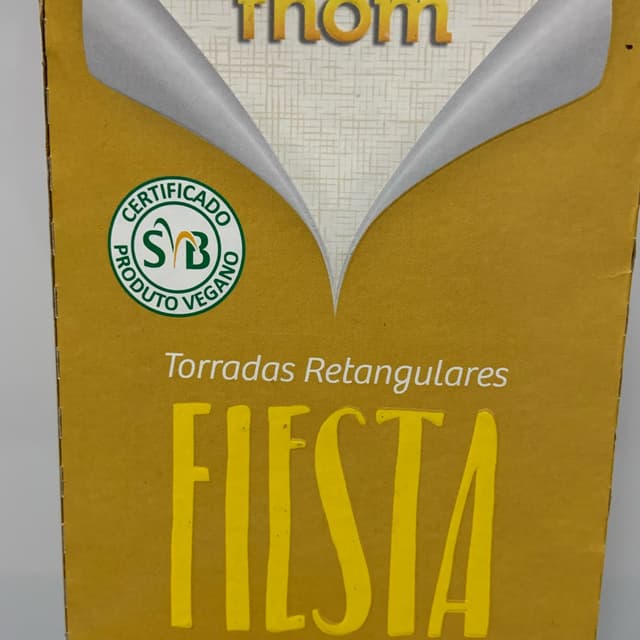 fhom
CERTIFICADO
SVB
PRODUTO VEGANO
Torradas Retangulares
FIESTA